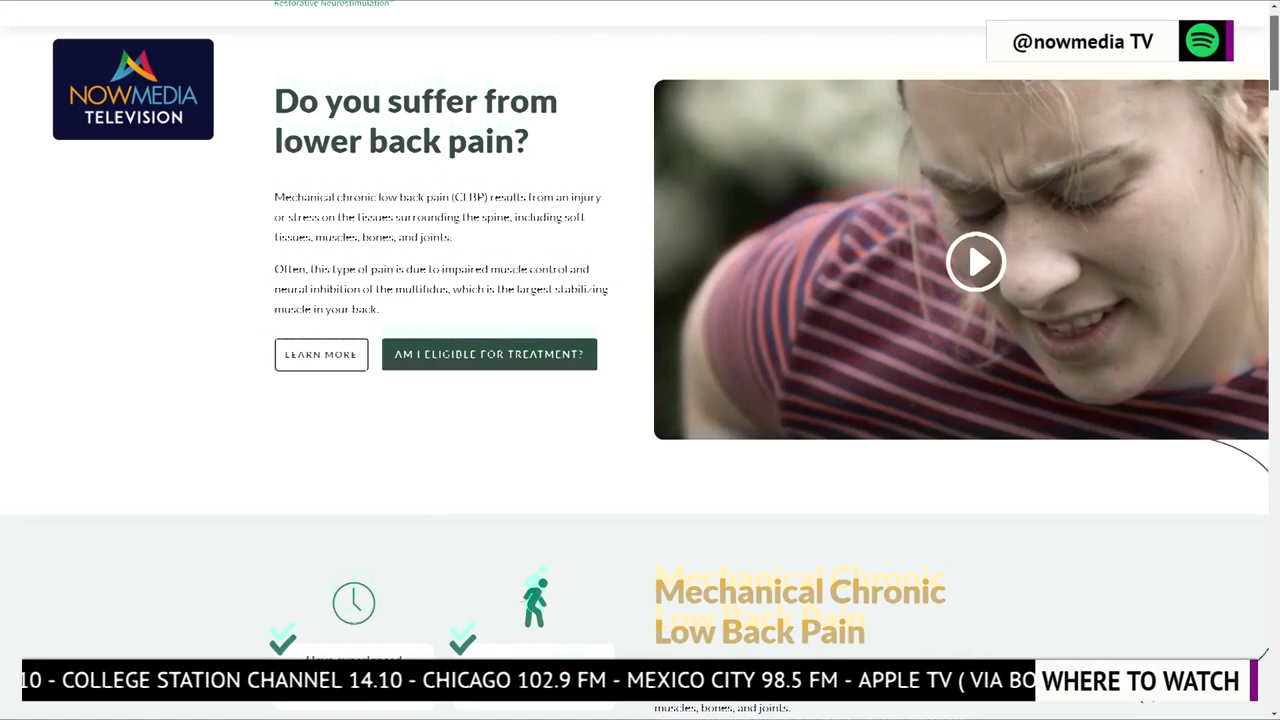 Restorative Neurostimulation™
@nowmedia TV
NOWMEDIA
TELEVISION
Do you suffer from
lower back pain?
Mechanical chronic low back pain (CLBP) results from an injury
or stress on the tissues surrounding the spine, including soft
tissues, muscles, bones, and joints.
Often, this type of pain is due to impaired muscle control and
neural inhibition of the multifidus, which is the largest stabilizing
muscle in your back.
LEARN MORE
AM I ELIGIBLE FOR TREATMENT?
Mechanical Chronic
Low Back Pain
Have experienced
10 - COLLEGE STATION CHANNEL 14.10 - CHICAGO 102.9 FM - MEXICO CITY 98.5 FM - APPLE TV ( VIA BO
WHERE TO WATCH
muscles, bones, and joints.